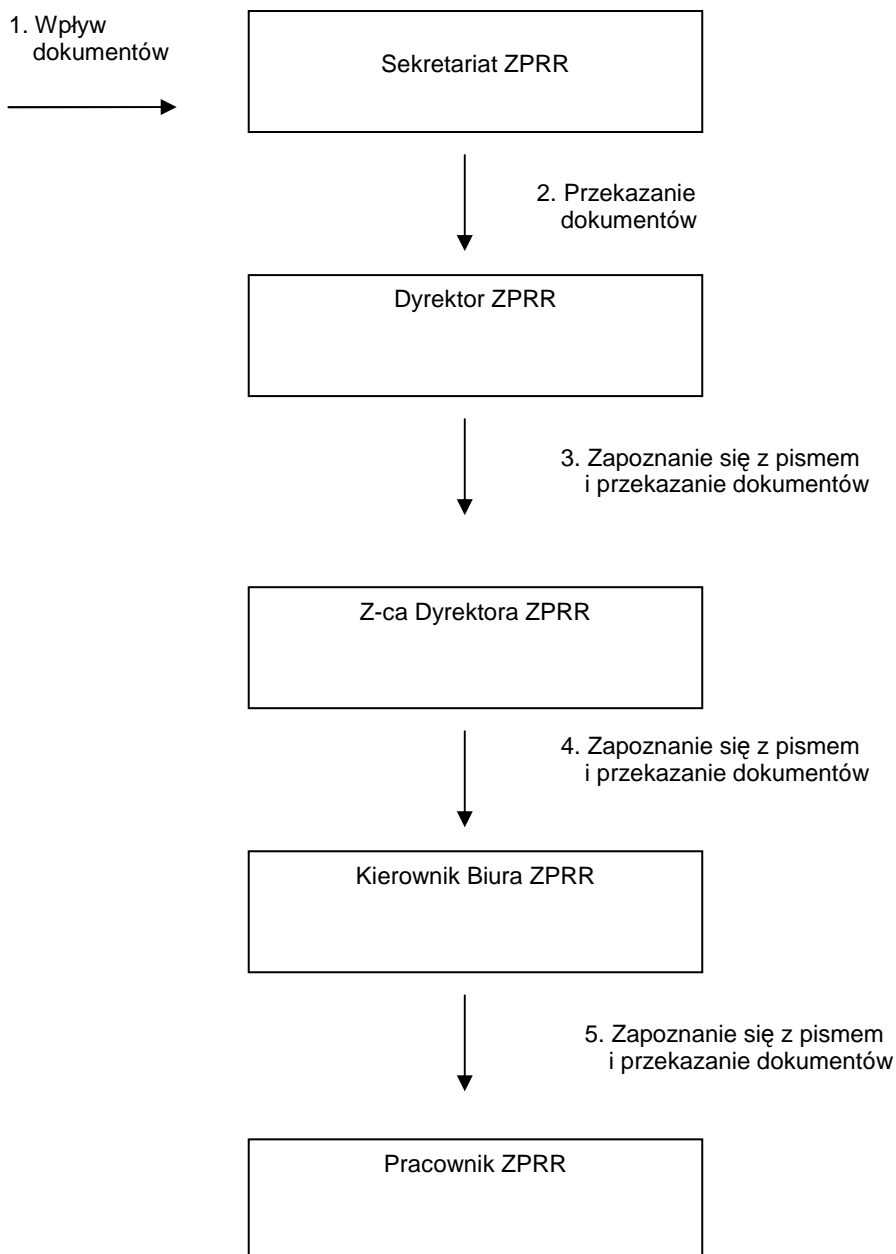 1. Wpływ
dokumentów
Sekretariat ZPRR
2. Przekazanie
dokumentów
Dyrektor ZPRR
3. Zapoznanie się z pismem
i przekazanie dokumentów
Z-ca Dyrektora ZPRR
4. Zapoznanie się z pismem
i przekazanie dokumentów
Kierownik Biura ZPRR
5. Zapoznanie się z pismem
i przekazanie dokumentów
Pracownik ZPRR